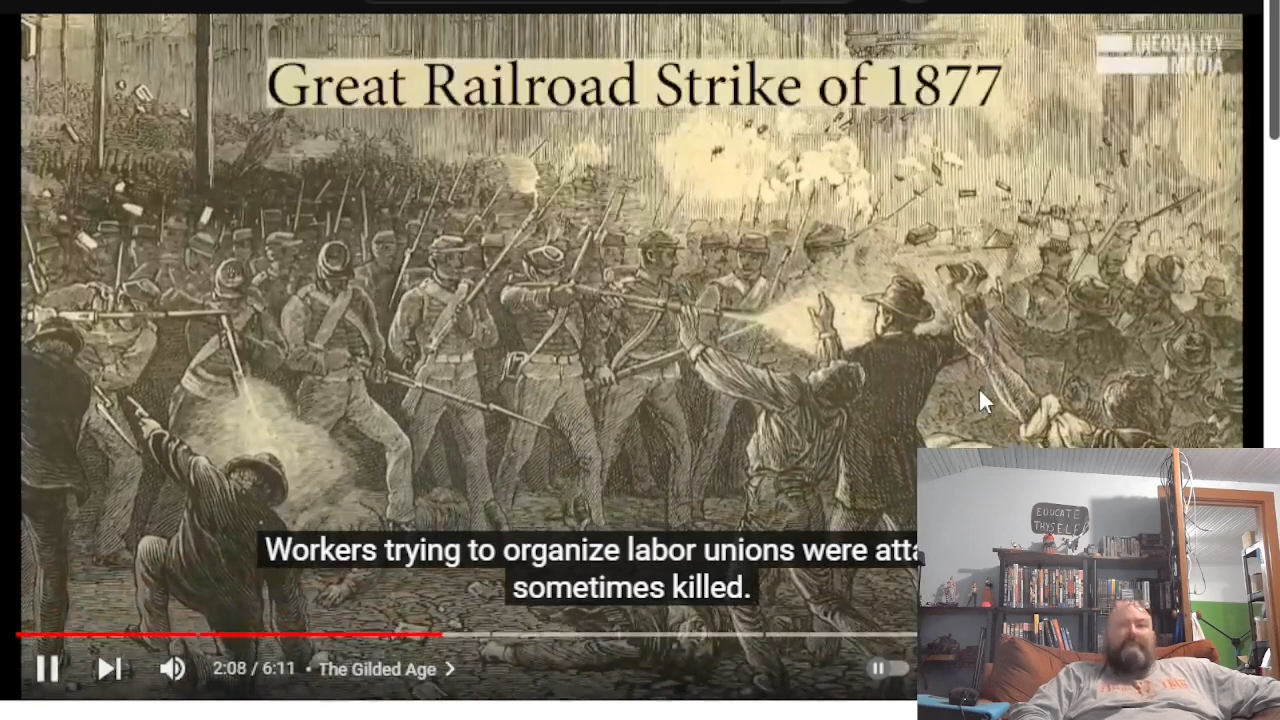 INEQUALITY
MEDIA
Great Railroad Strike of 1877
Workers trying to organize labor unions were atta
sometimes killed.
2:08 / 6:11 • The Gilded Age
EDUCATE
THYSELF